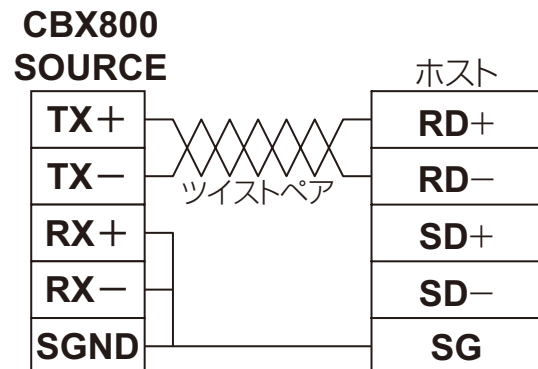 CBX800
SOURCE
ホスト
TX+
RD+
TX−
RD−
ツイストペア
RX+
SD+
RX−
SD−
SGND
SG